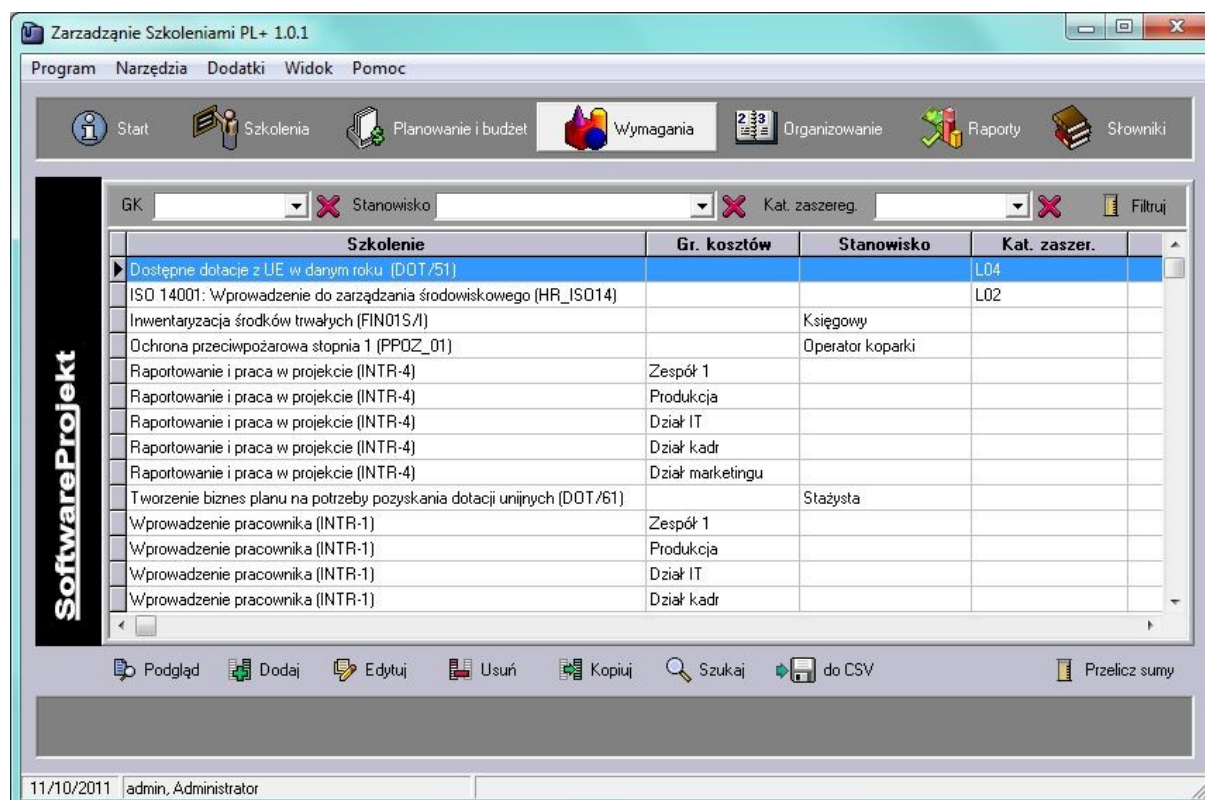 Zarzadząnie Szkoleniami PL+ 1.0.1
Program Narzędzia Dodatki Widok Pomoc
Start Szkolenia Planowanie i budżet Wymagania Organizowanie Raporty Słowniki
GK Stanowisko Kat. zaszereg. Filtruj
Szkolenie Gr. kosztów Stanowisko Kat. zaszer.
Dostępne dotacje z UE w danym roku (DOT/51) L04
ISO 14001: Wprowadzenie do zarządzania środowiskowego (HR_ISO14) L02
Inwentaryzacja środków trwałych (FIN01S/I) Księgowy
Ochrona przeciwpożarowa stopnia 1 (PPOZ_01) Operator koparki
Raportowanie i praca w projekcie (INTR-4) Zespół 1
Raportowanie i praca w projekcie (INTR-4) Produkcja
Raportowanie i praca w projekcie (INTR-4) Dział IT
Raportowanie i praca w projekcie (INTR-4) Dział kadr
Raportowanie i praca w projekcie (INTR-4) Dział marketingu
Tworzenie biznes planu na potrzeby pozyskania dotacji unijnych (DOT/61) Stażysta
Wprowadzenie pracownika (INTR-1) Zespół 1
Wprowadzenie pracownika (INTR-1) Produkcja
Wprowadzenie pracownika (INTR-1) Dział IT
Wprowadzenie pracownika (INTR-1) Dział kadr
SoftwareProjekt
Podgląd Dodaj Edytuj Usuń Kopiuj Szukaj do CSV Przelicz sumy
11/10/2011 admin, Administrator